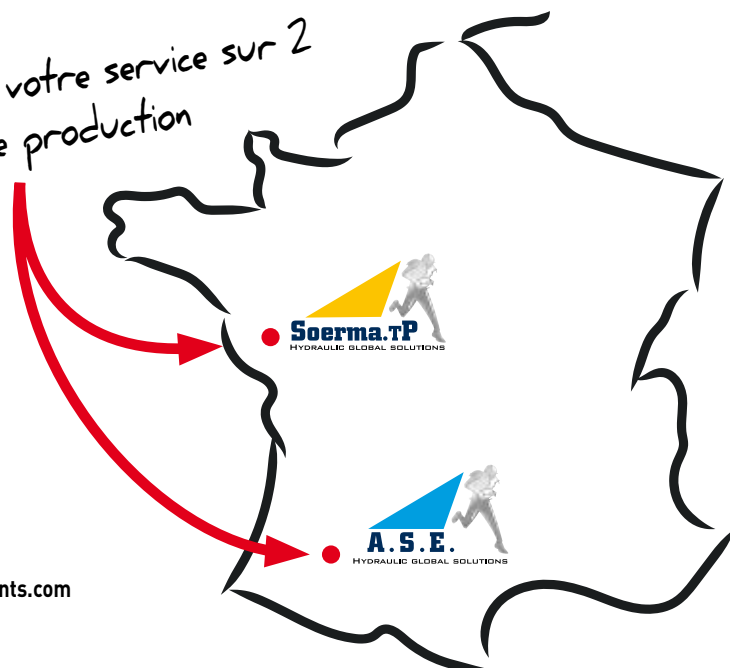 votre service sur 2
e production
Soerma.TP
HYDRAULIC GLOBAL SOLUTIONS
A.S.E.
HYDRAULIC GLOBAL SOLUTIONS
nts.com